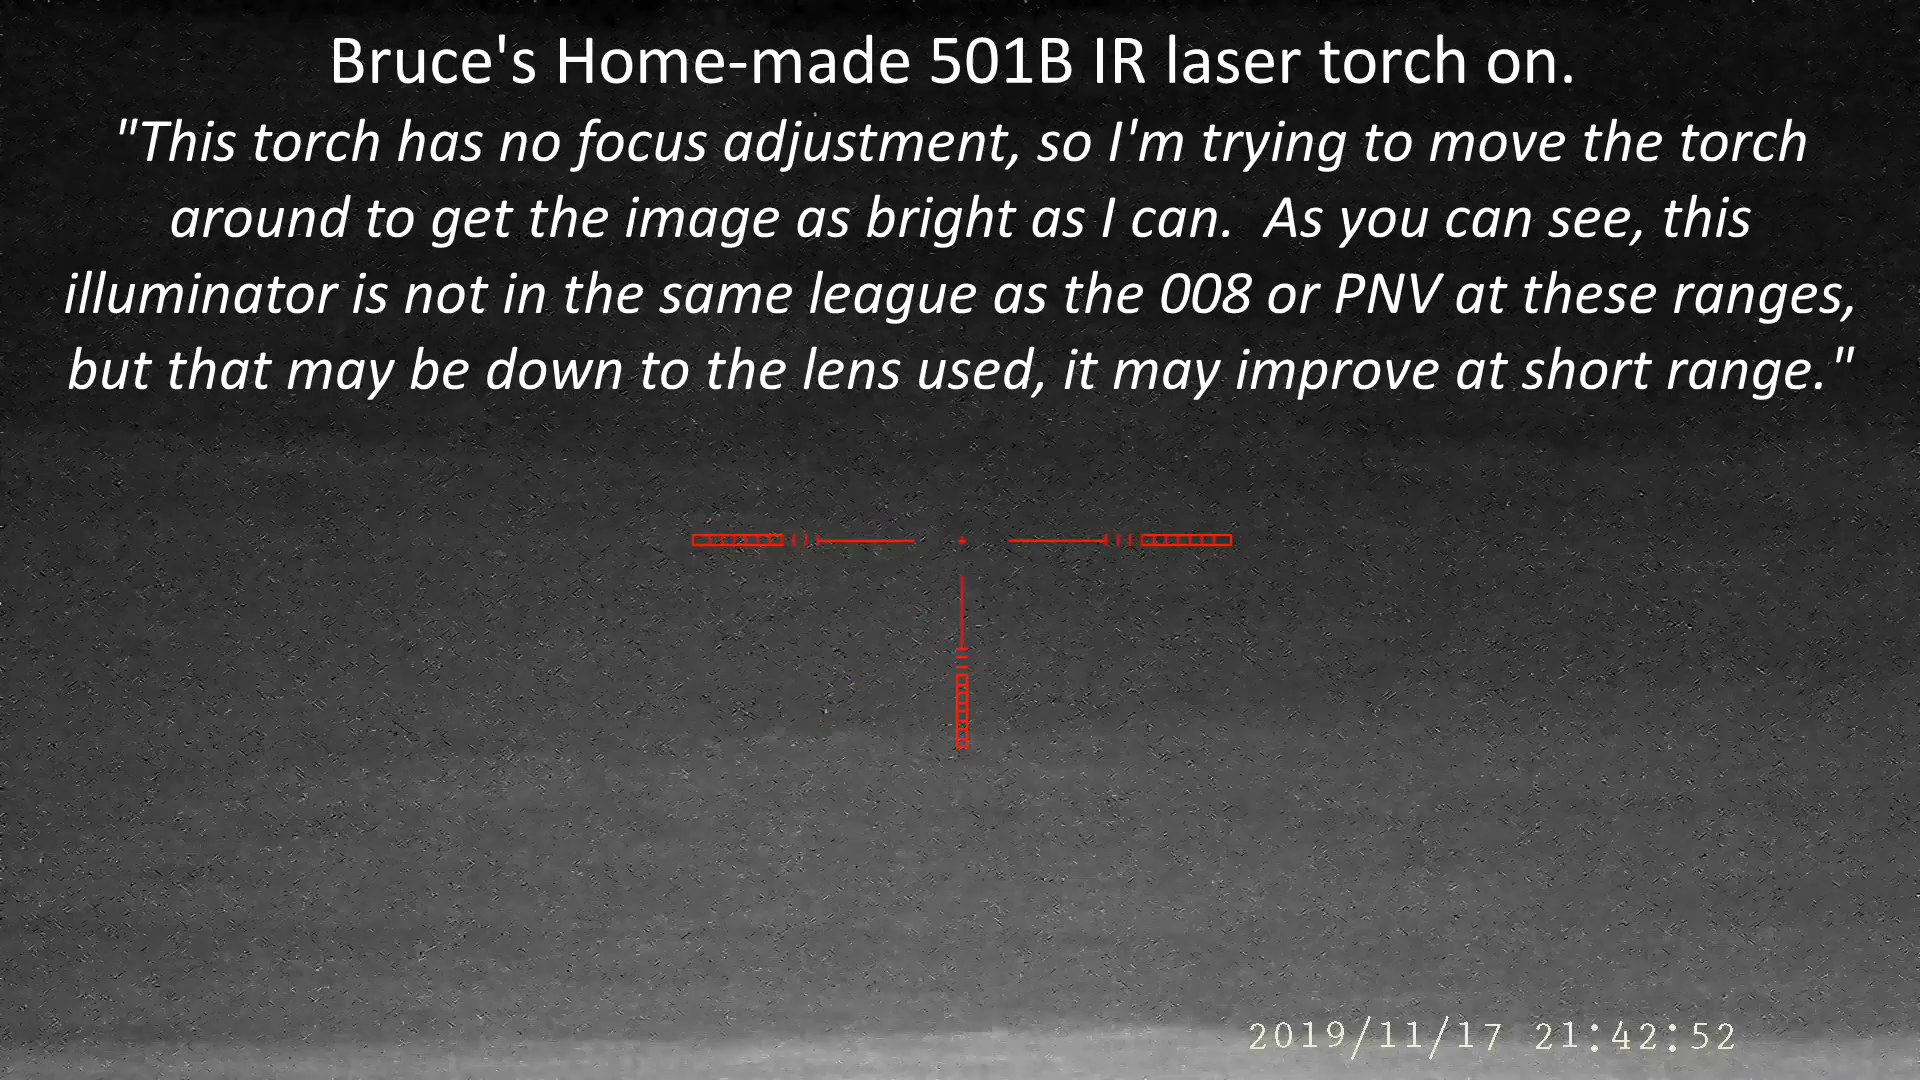 Bruce's Home-made 501B IR laser torch on.
"This torch has no focus adjustment, so I'm trying to move the torch
around to get the image as bright as I can.  As you can see, this
illuminator is not in the same league as the 008 or PNV at these ranges,
but that may be down to the lens used, it may improve at short range."
2019/11/17 21:42:52